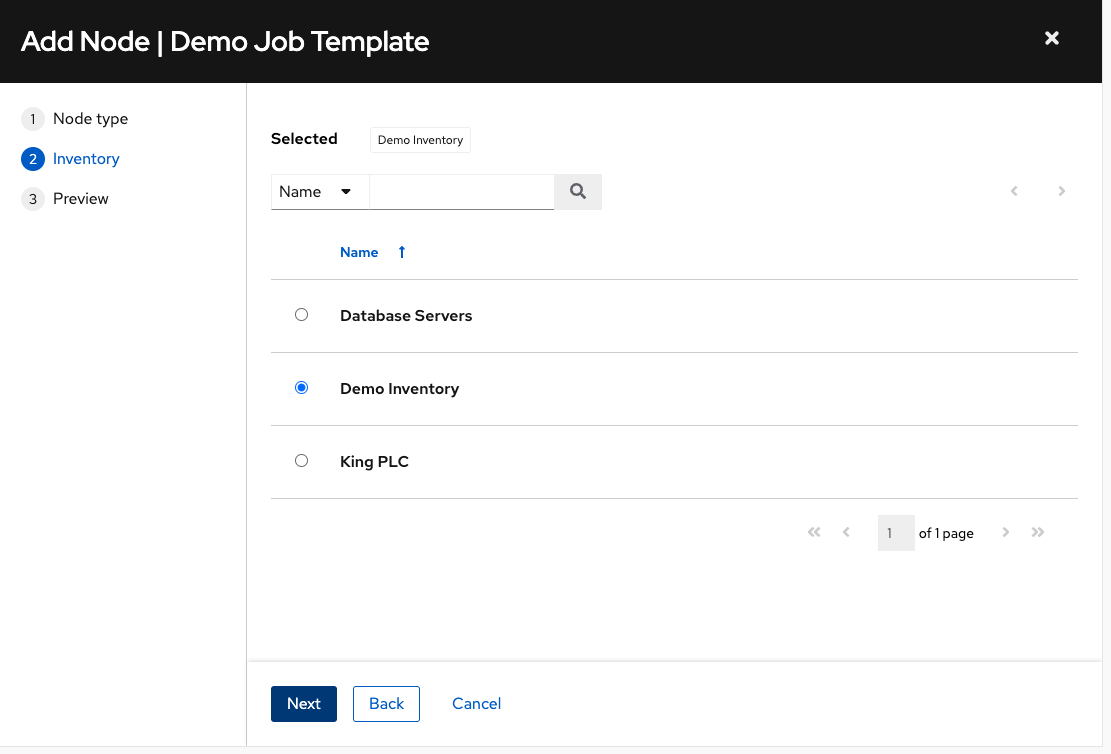 Add Node | Demo Job Template
1 Node type
2 Inventory
3 Preview
Selected Demo Inventory
Name
Name
Database Servers
Demo Inventory
King PLC
1 of 1 page
Next Back Cancel